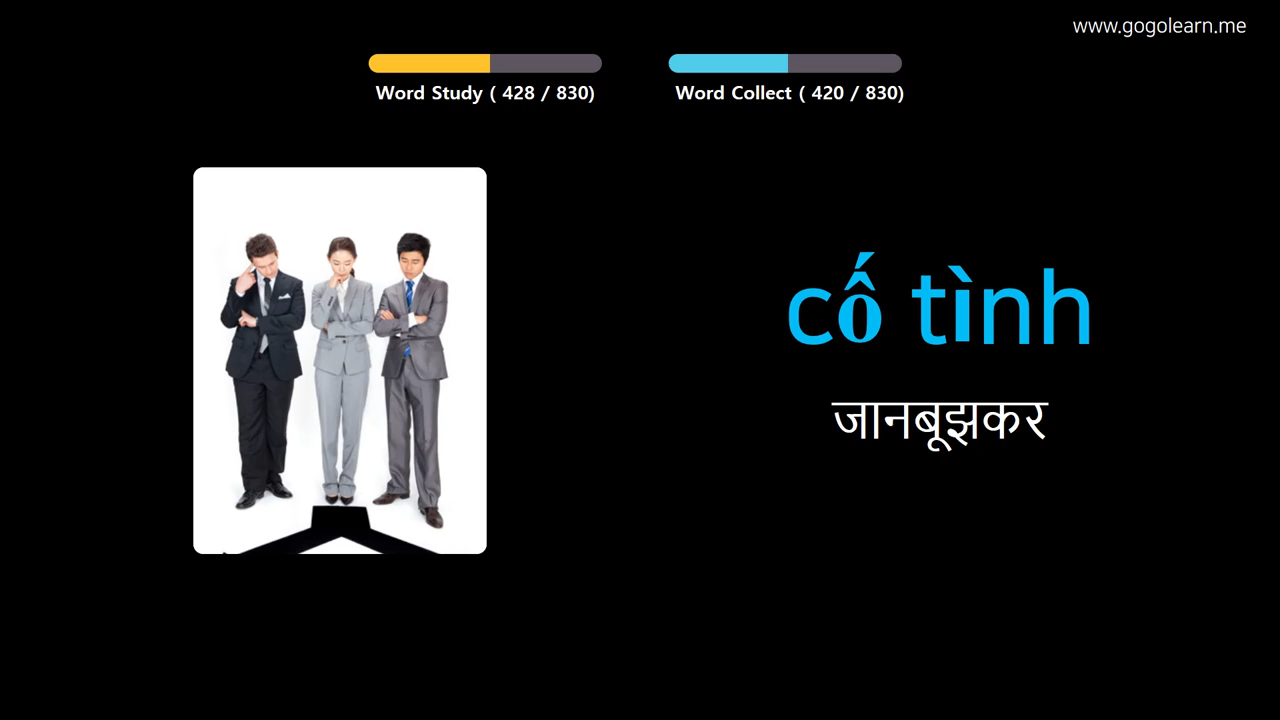 www.gogolearn.me
Word Study ( 428 / 830)
Word Collect ( 420 / 830)
cố tình
जानबूझकर